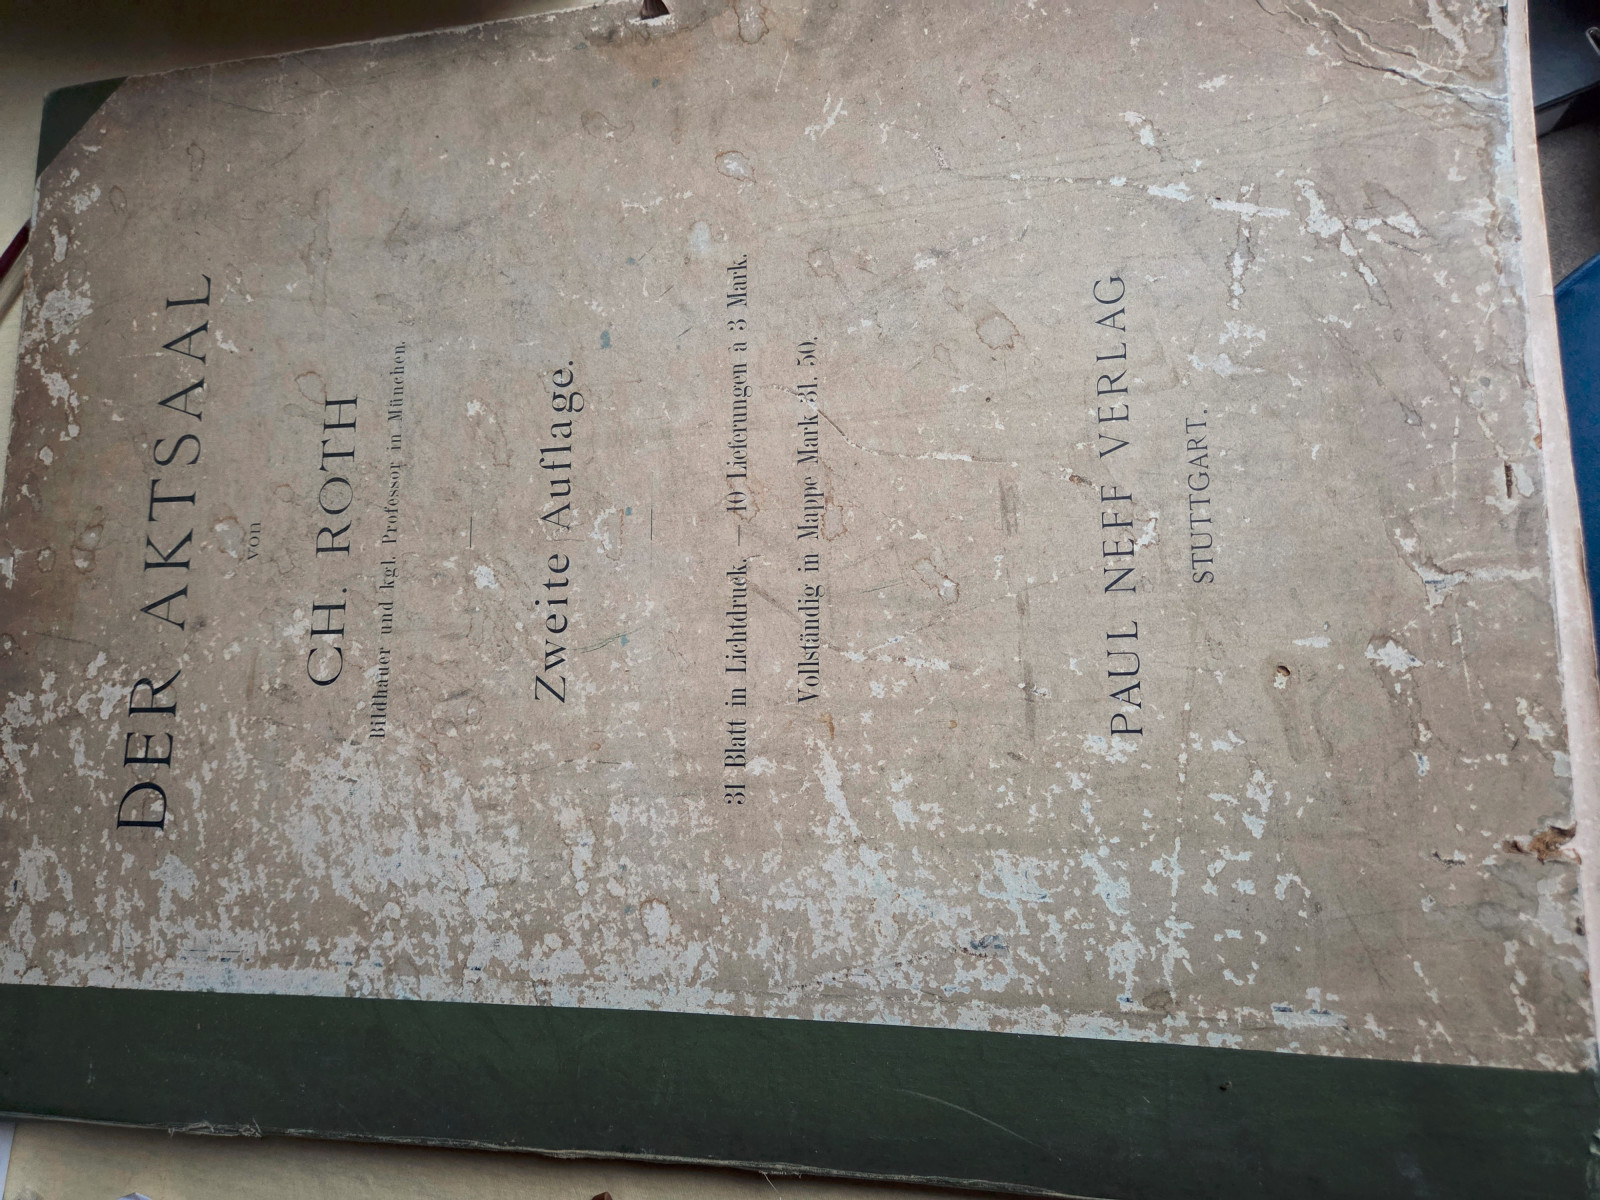 DER AKTSAAL
VON
CH. ROTH
Bildhauer und kgl. Professor in München.
Zweite Auflage.
31 Blatt in Lichtdruck. — 10 Lieferungen à 3 Mark.
Vollständig in Mappe Mark 31. 50.
PAUL NEFF VERLAG
STUTTGART.